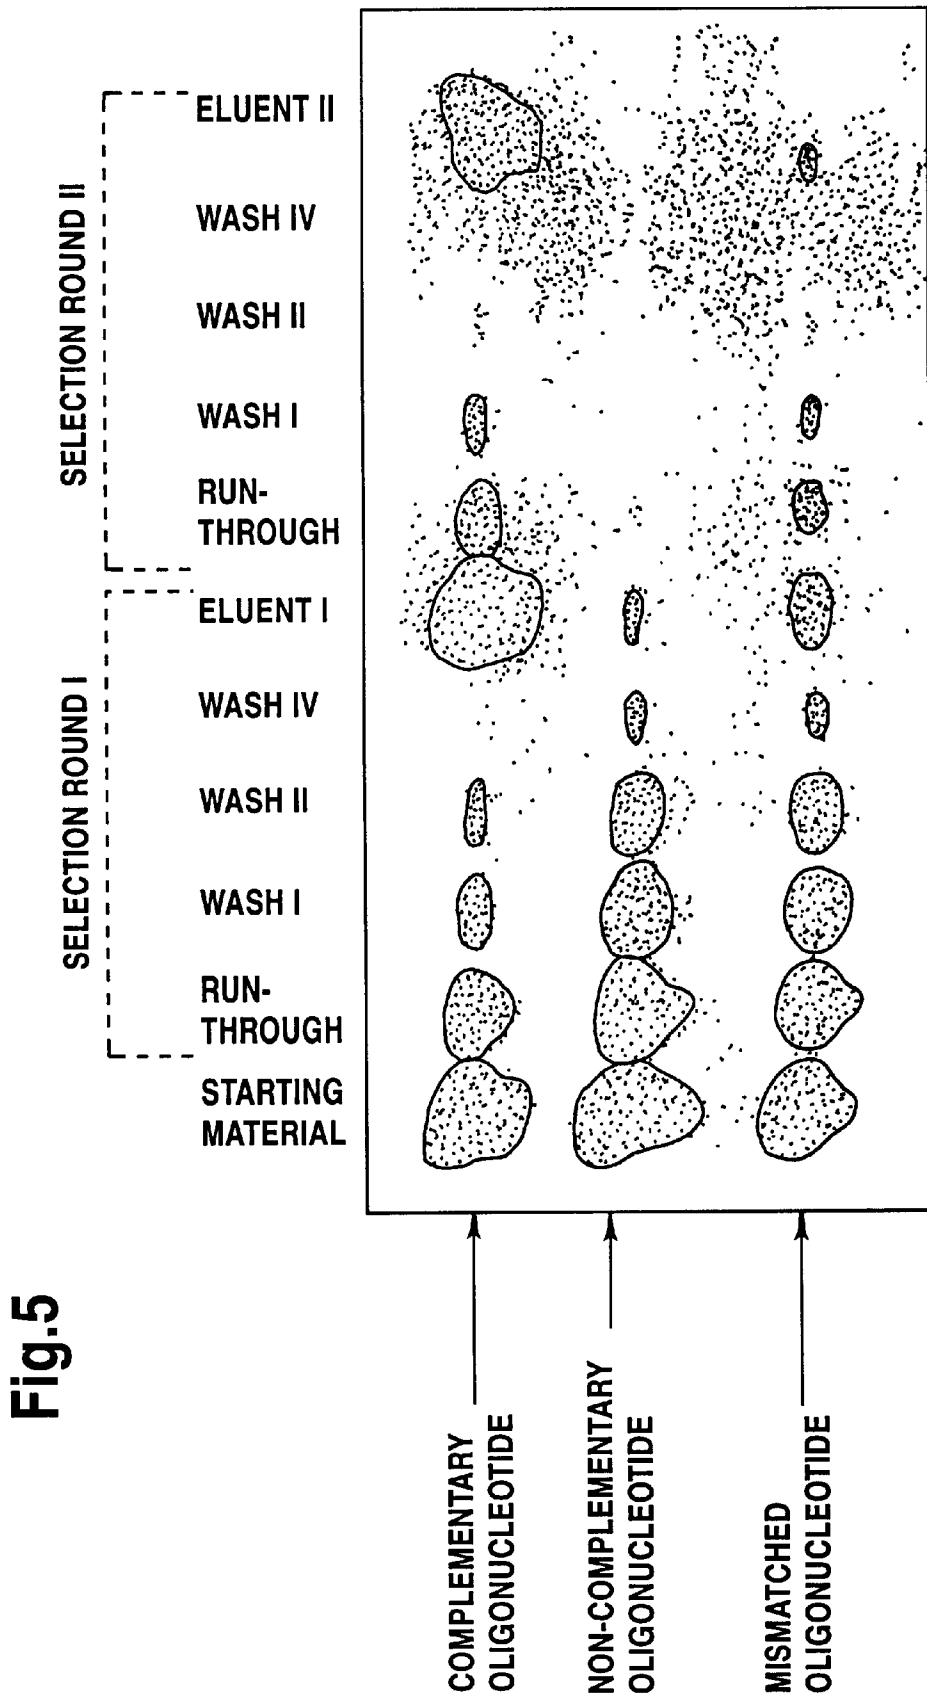 Fig.5
SELECTION ROUND I
SELECTION ROUND II
STARTING
MATERIAL
RUN-
THROUGH
WASH I
WASH II
WASH IV
ELUENT I
RUN-
THROUGH
WASH I
WASH II
WASH IV
ELUENT II
COMPLEMENTARY
OLIGONUCLEOTIDE
NON-COMPLEMENTARY
OLIGONUCLEOTIDE
MISMATCHED
OLIGONUCLEOTIDE